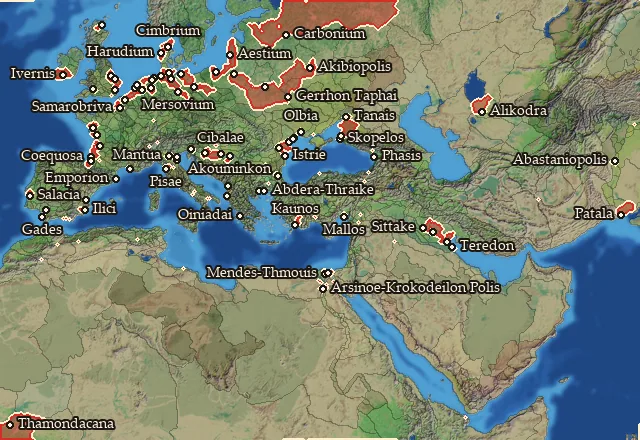 Cimbrium
Carbonium
Harudium
Aestium
Ivernis
Akibiopolis
Samarobriva
Mersovium
Gerrhon Taphai
Alikodra
Olbia
Tanais
Cibalae
Skopelos
Coequosa
Mantua
Istrie
Phasis
Abastaniopolis
Akouminkon
Emporion
Pisae
Abdera-Thraike
Salacia
Ilici
Oiniadai
Kaunos
Patala
Gades
Mallos
Sittake
Teredon
Mendes-Thmouis
Arsinoe-Krokodeilon Polis
Thamondacana